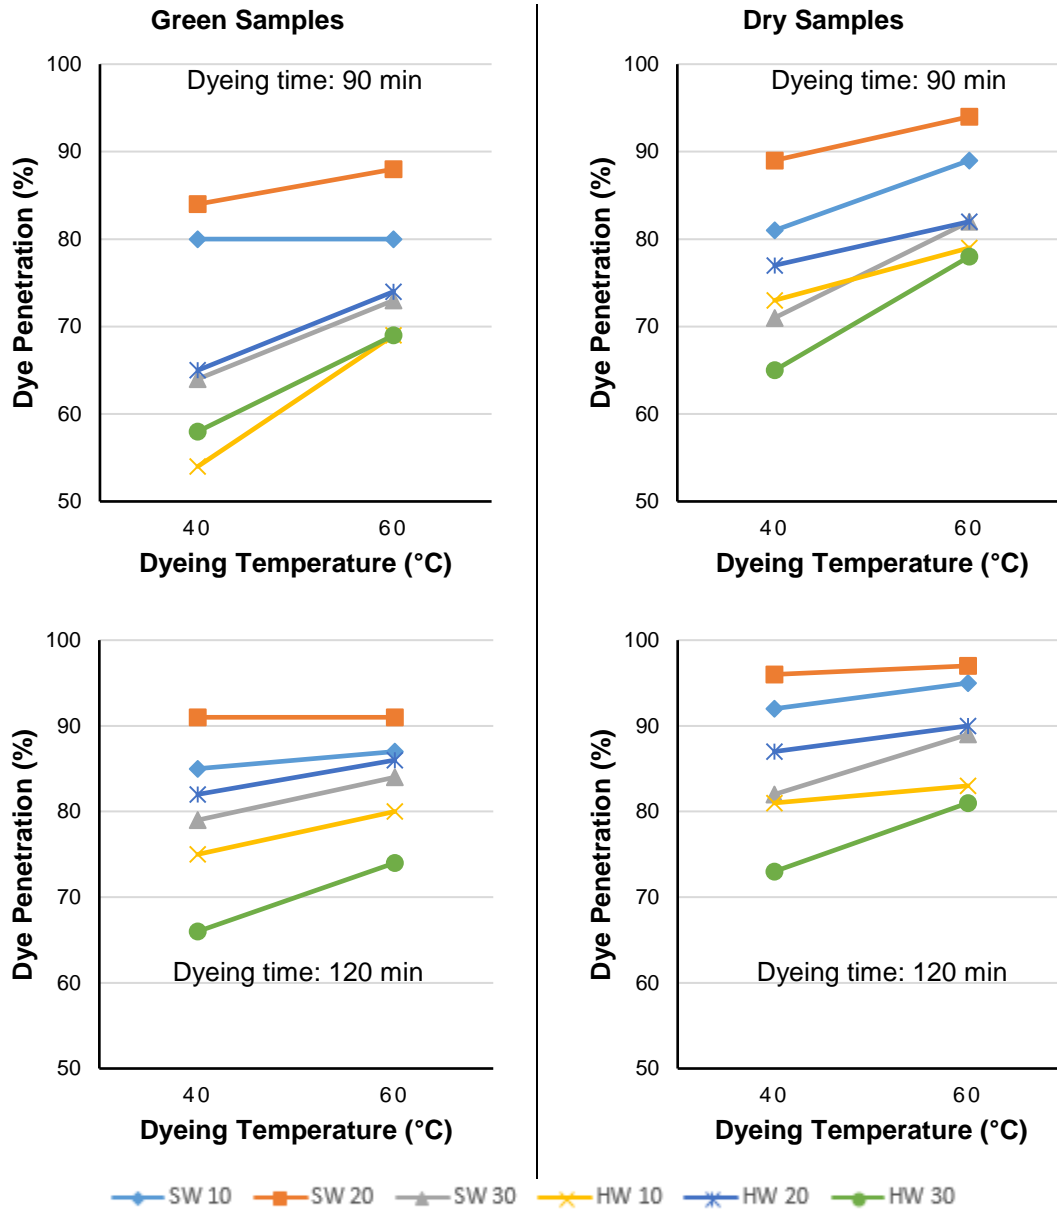 Green Samples
Dry Samples
Dyeing time: 90 min
100
90
80
70
60
50
Dye Penetration (%)
40 60
Dyeing Temperature (°C)
Dyeing time: 90 min
100
90
80
70
60
50
Dye Penetration (%)
40 60
Dyeing Temperature (°C)
100
90
80
70
60
50
Dye Penetration (%)
Dyeing time: 120 min
40 60
Dyeing Temperature (°C)
100
90
80
70
60
50
Dye Penetration (%)
Dyeing time: 120 min
40 60
Dyeing Temperature (°C)
SW 10 SW 20 SW 30 HW 10 HW 20 HW 30